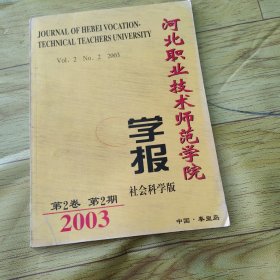 JOURNAL OF HEBEI VOCATION-
TECHNICAL TEACHERS UNIVERSITY
Vol. 2 No. 2 2003
河北职业技术师范学院
学报
社会科学版
第2卷 第2期
2003
中国·秦皇岛